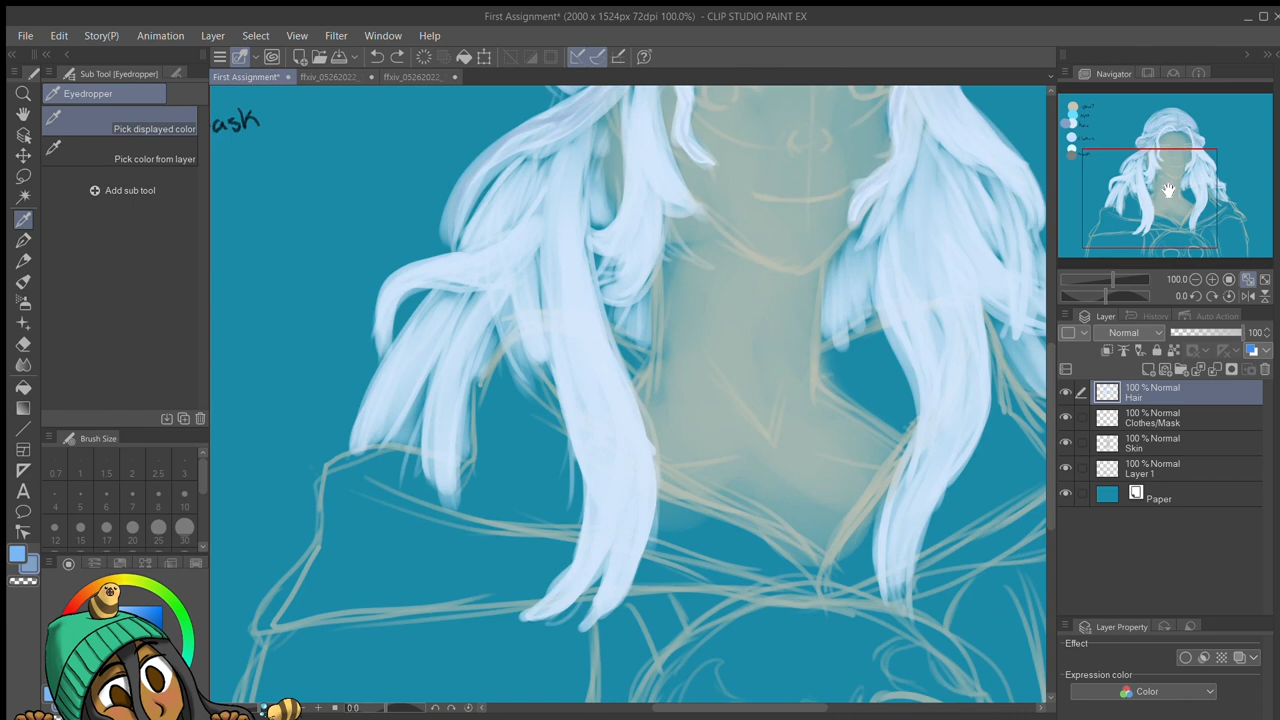 First Assignment* (2000 x 1524px 72dpi 100.0%) - CLIP STUDIO PAINT EX
File Edit Story(P) Animation Layer Select View Filter Window Help
Sub Tool [Eyedropper]
First Assignment* ffxiv_05262022_ ffxiv_05262022_
Navigator
Eyedropper
Pick displayed color
Pick color from layer
Add sub tool
ask
100.0
0.0
Layer History Auto Action
Normal 100
100 % Normal
Hair
100 % Normal
Clothes/Mask
100 % Normal
Skin
100 % Normal
Layer 1
Paper
Brush Size
0.7 1 1.5 2 2.5 3
4 5 6 7 8 10
12 15 17 20 25 30
Layer Property
Effect
Expression color
Color
0.0